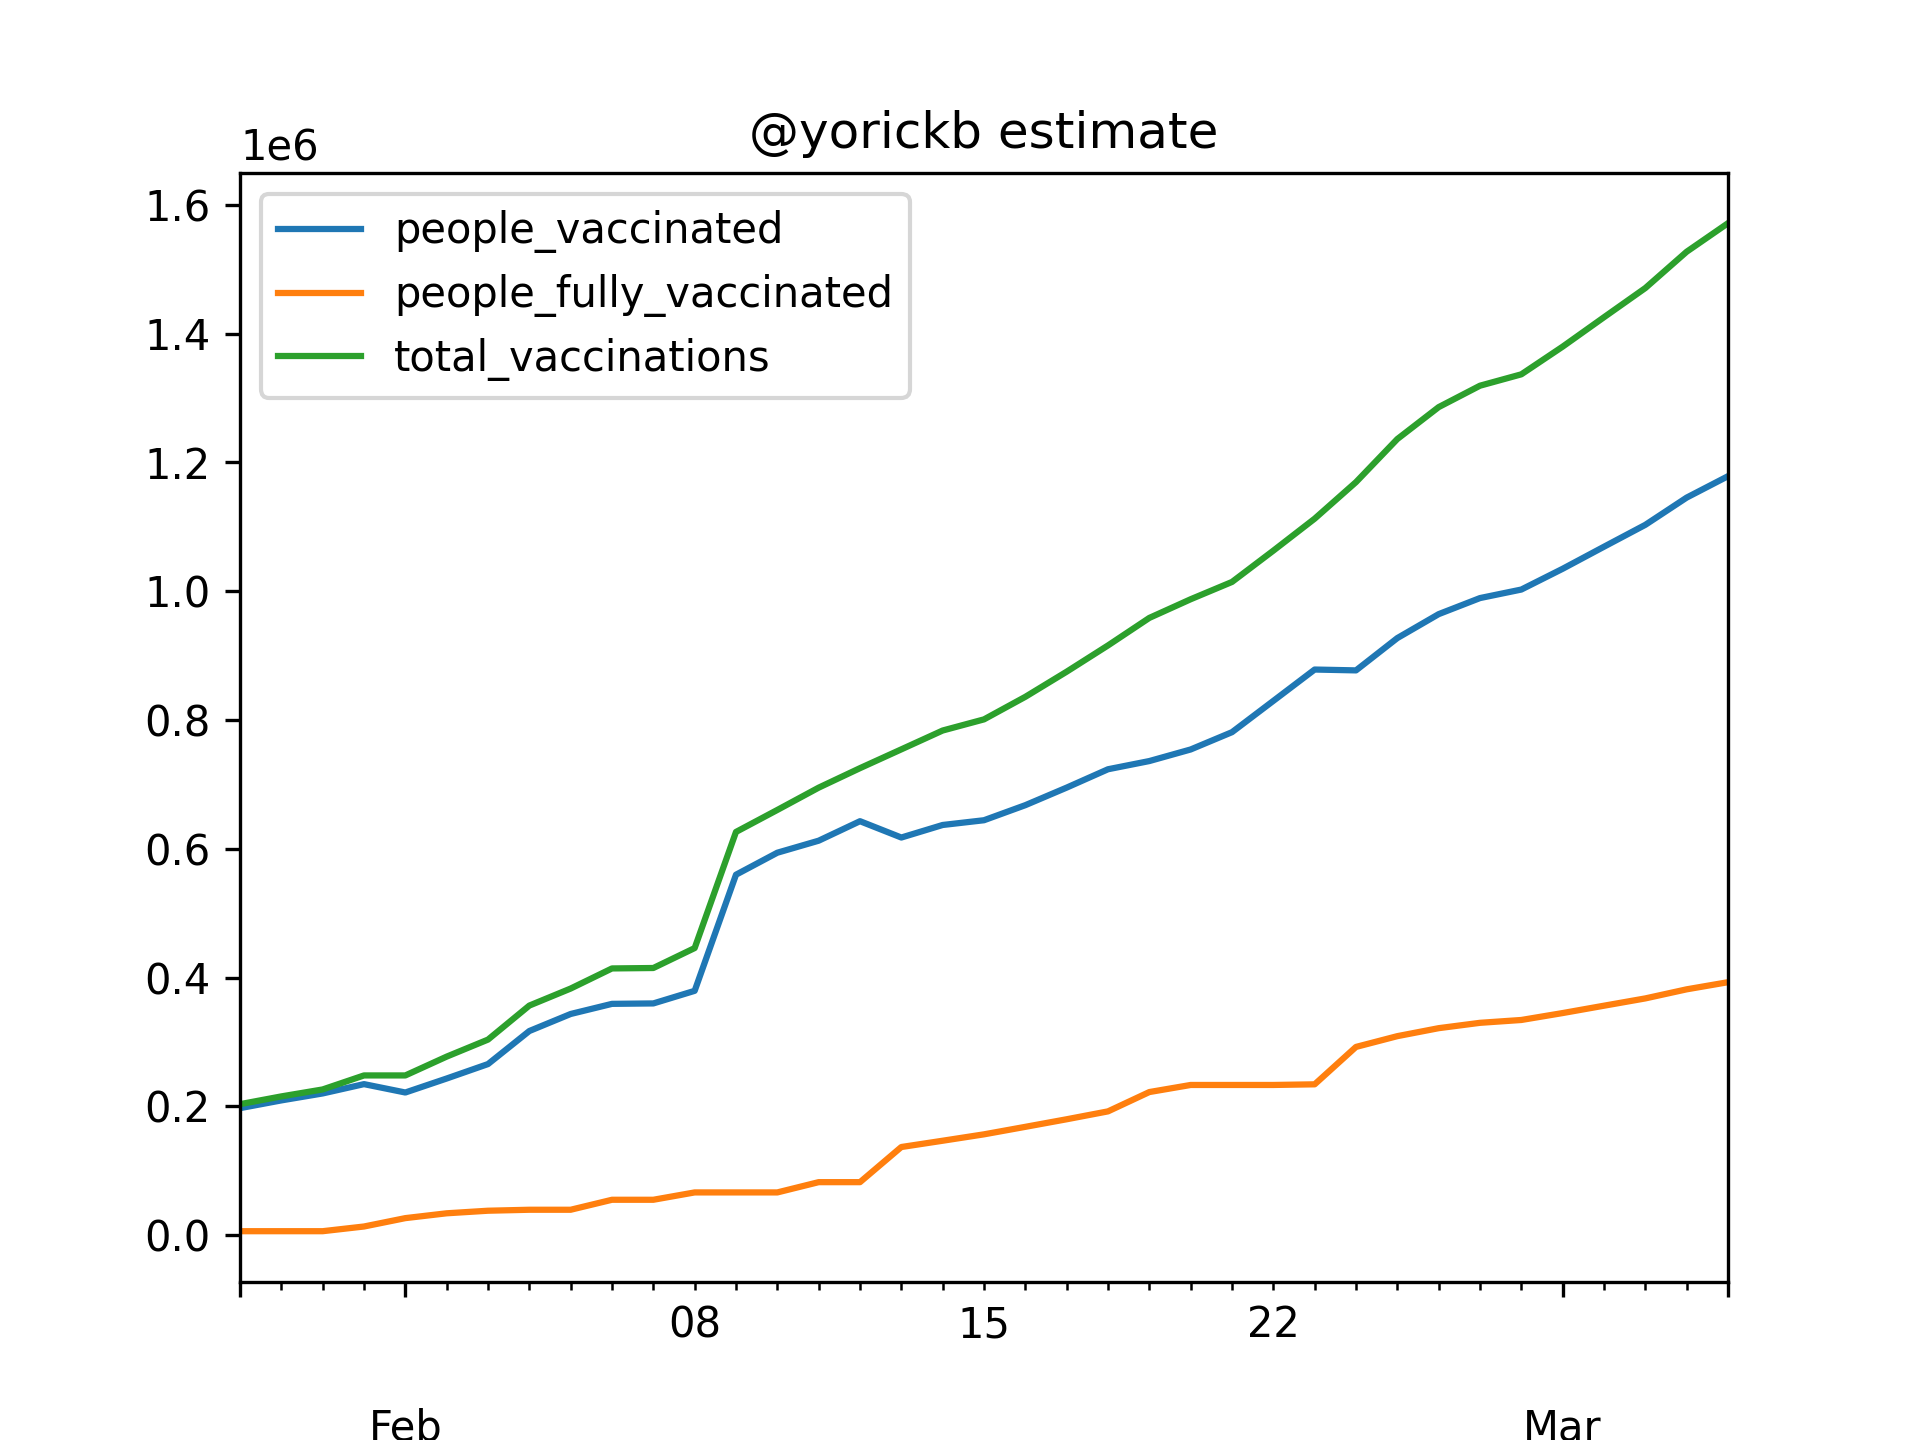 @yorickb estimate
1e6
people_vaccinated
people_fully_vaccinated
total_vaccinations
1.6
1.4
1.2
1.0
0.8
0.6
0.4
0.2
0.0
08 15 22
Feb Mar